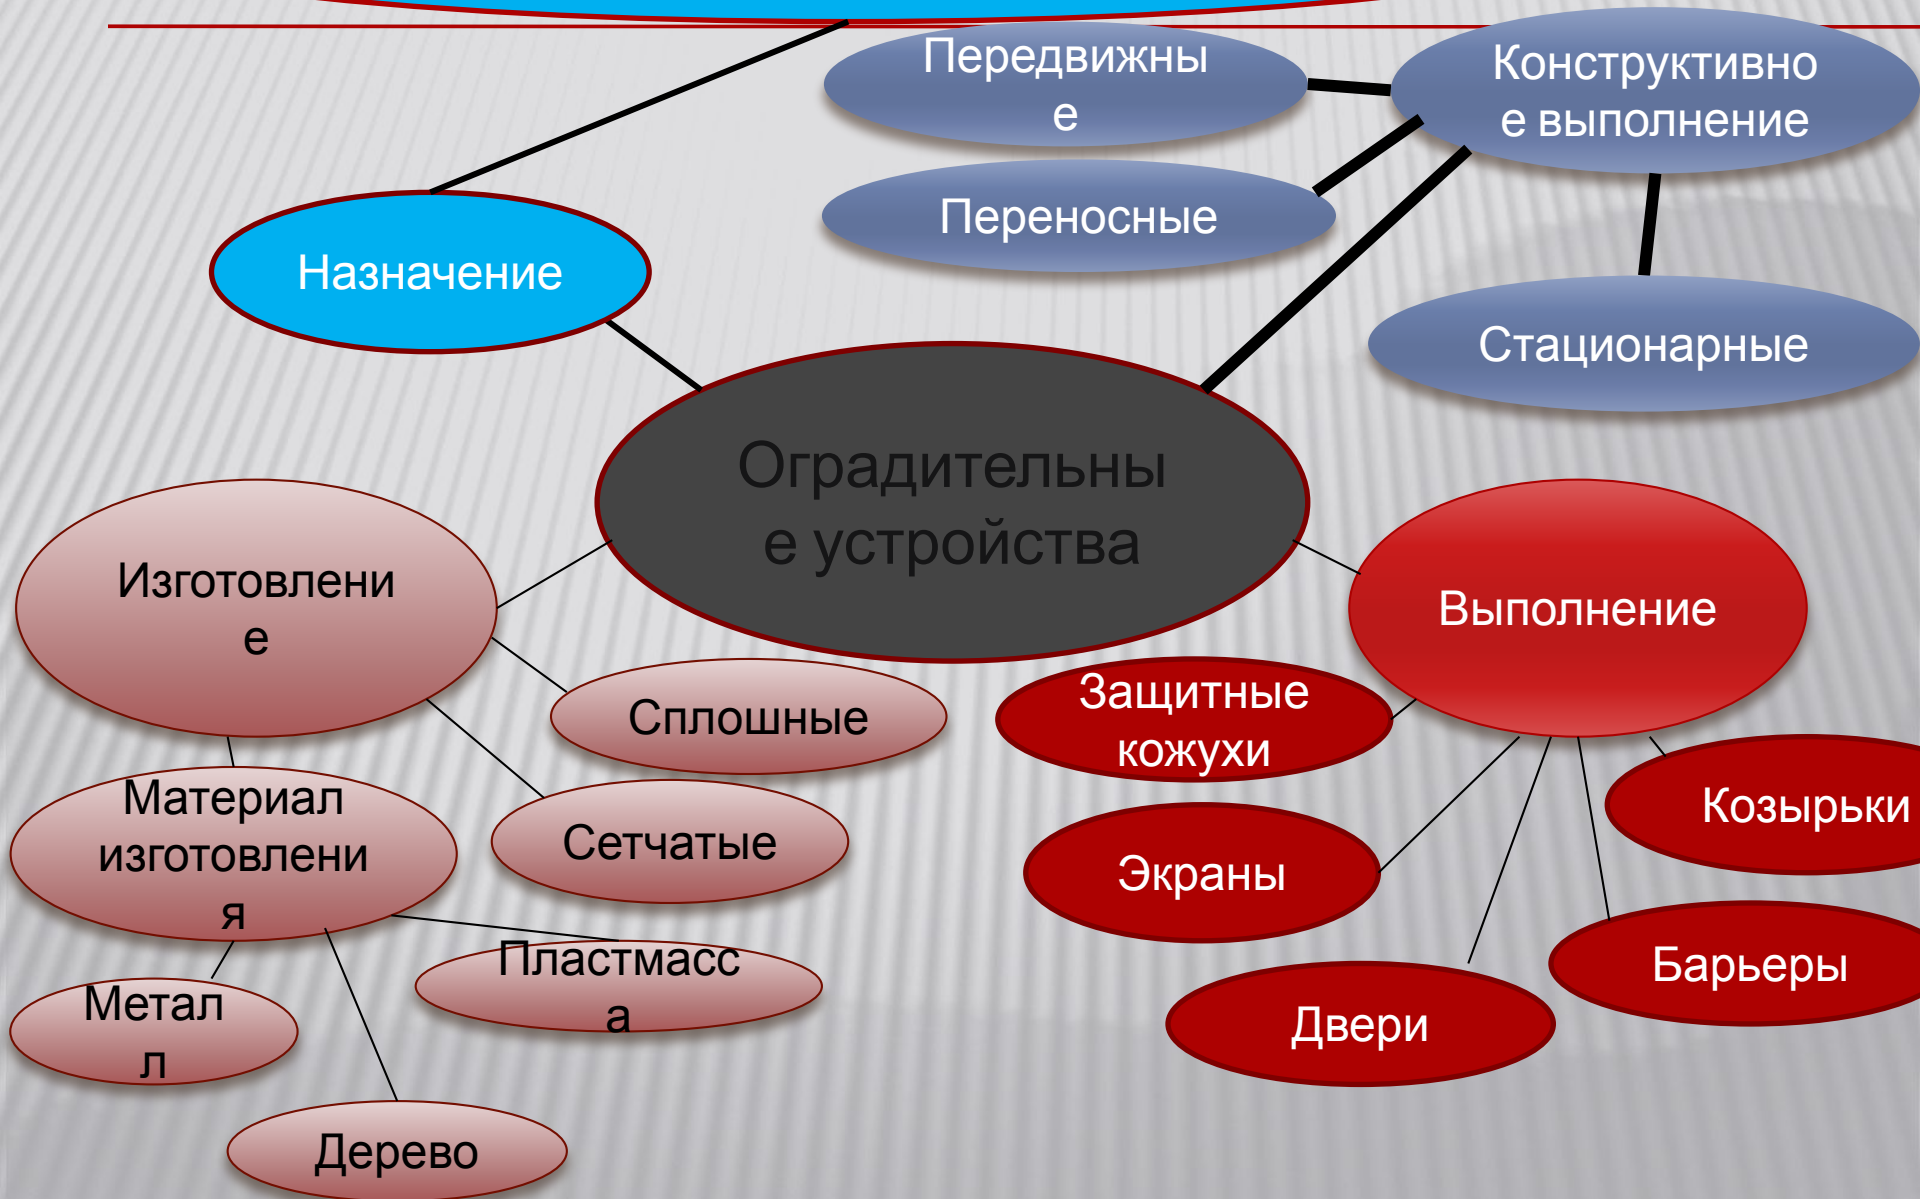 Передвижны
е
Конструктивно
е выполнение
Переносные
Назначение
Стационарные
Оградительны
е устройства
Изготовлени
е
Выполнение
Сплошные
Защитные
кожухи
Материал
изготовлени
я
Сетчатые
Козырьки
Экраны
Пластмасс
а
Барьеры
Метал
л
Двери
Дерево